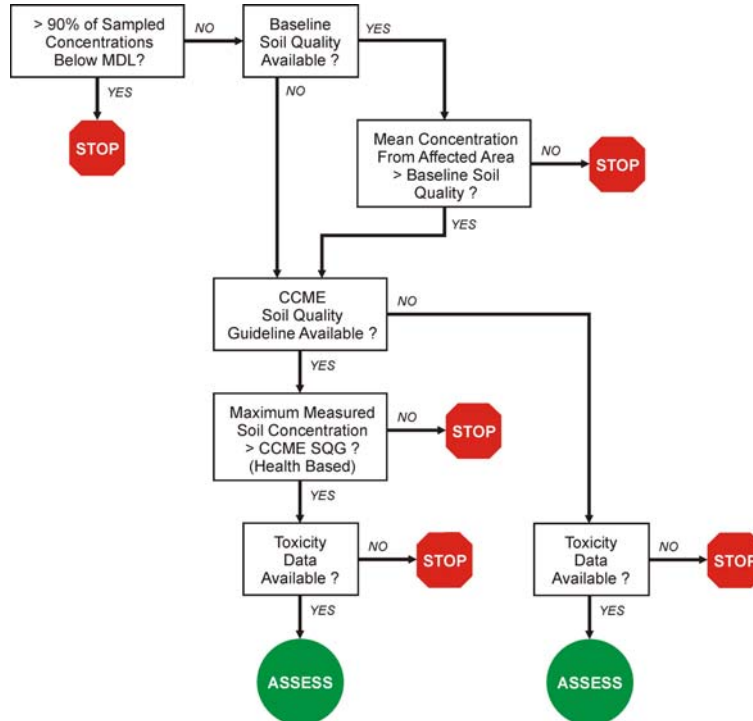 > 90% of Sampled
Concentrations
Below MDL?
NO
Baseline
Soil Quality
Available ?
YES
YES
NO
STOP
Mean Concentration
From Affected Area
> Baseline Soil
Quality ?
NO
STOP
YES
CCME
Soil Quality
Guideline Available ?
NO
YES
Maximum Measured
Soil Concentration
> CCME SQG ?
(Health Based)
NO
STOP
YES
Toxicity
Data
Available ?
NO
STOP
Toxicity
Data
Available ?
NO
STOP
YES
YES
ASSESS
ASSESS